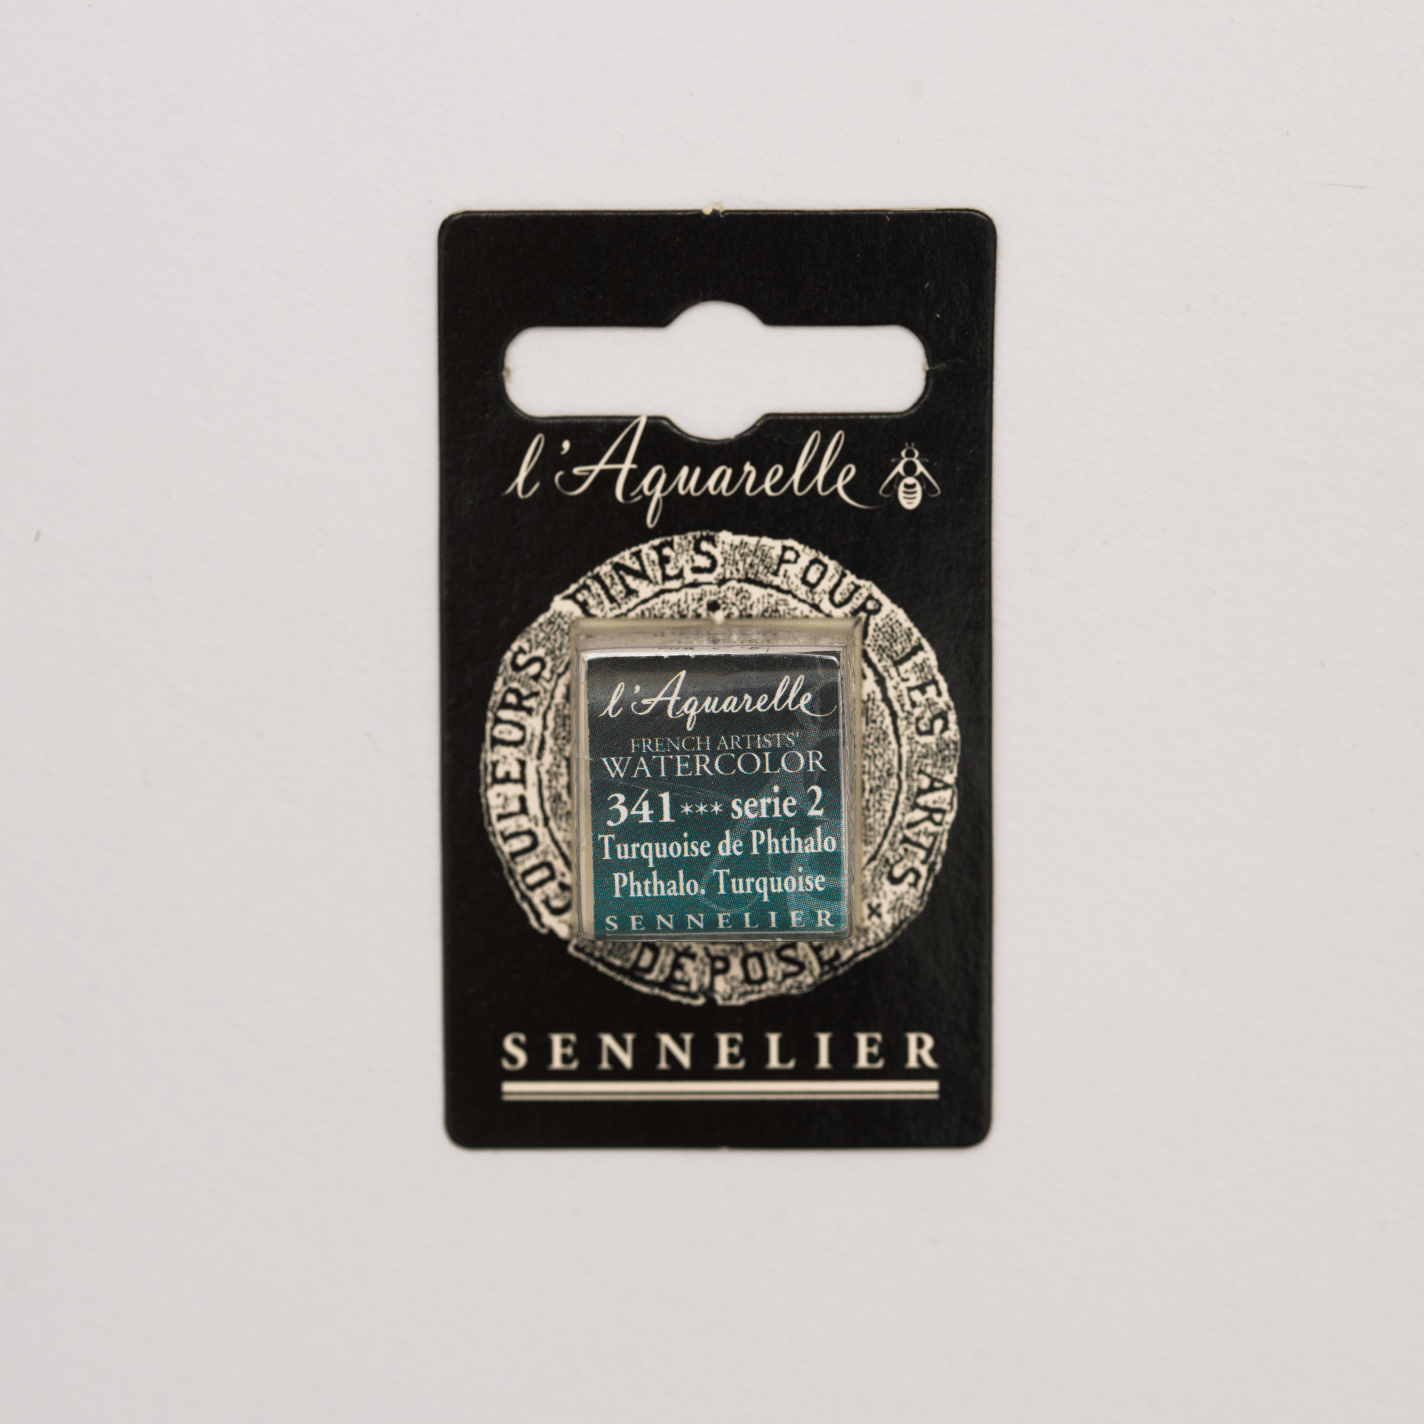 l'Aquarelle
COULEURS FINES POUR LES ARTS
DÉPOSÉ
l'Aquarelle
FRENCH ARTISTS'
WATERCOLOR
341*** serie 2
Turquoise de Phthalo
Phthalo. Turquoise
SENNELIER
SENNELIER